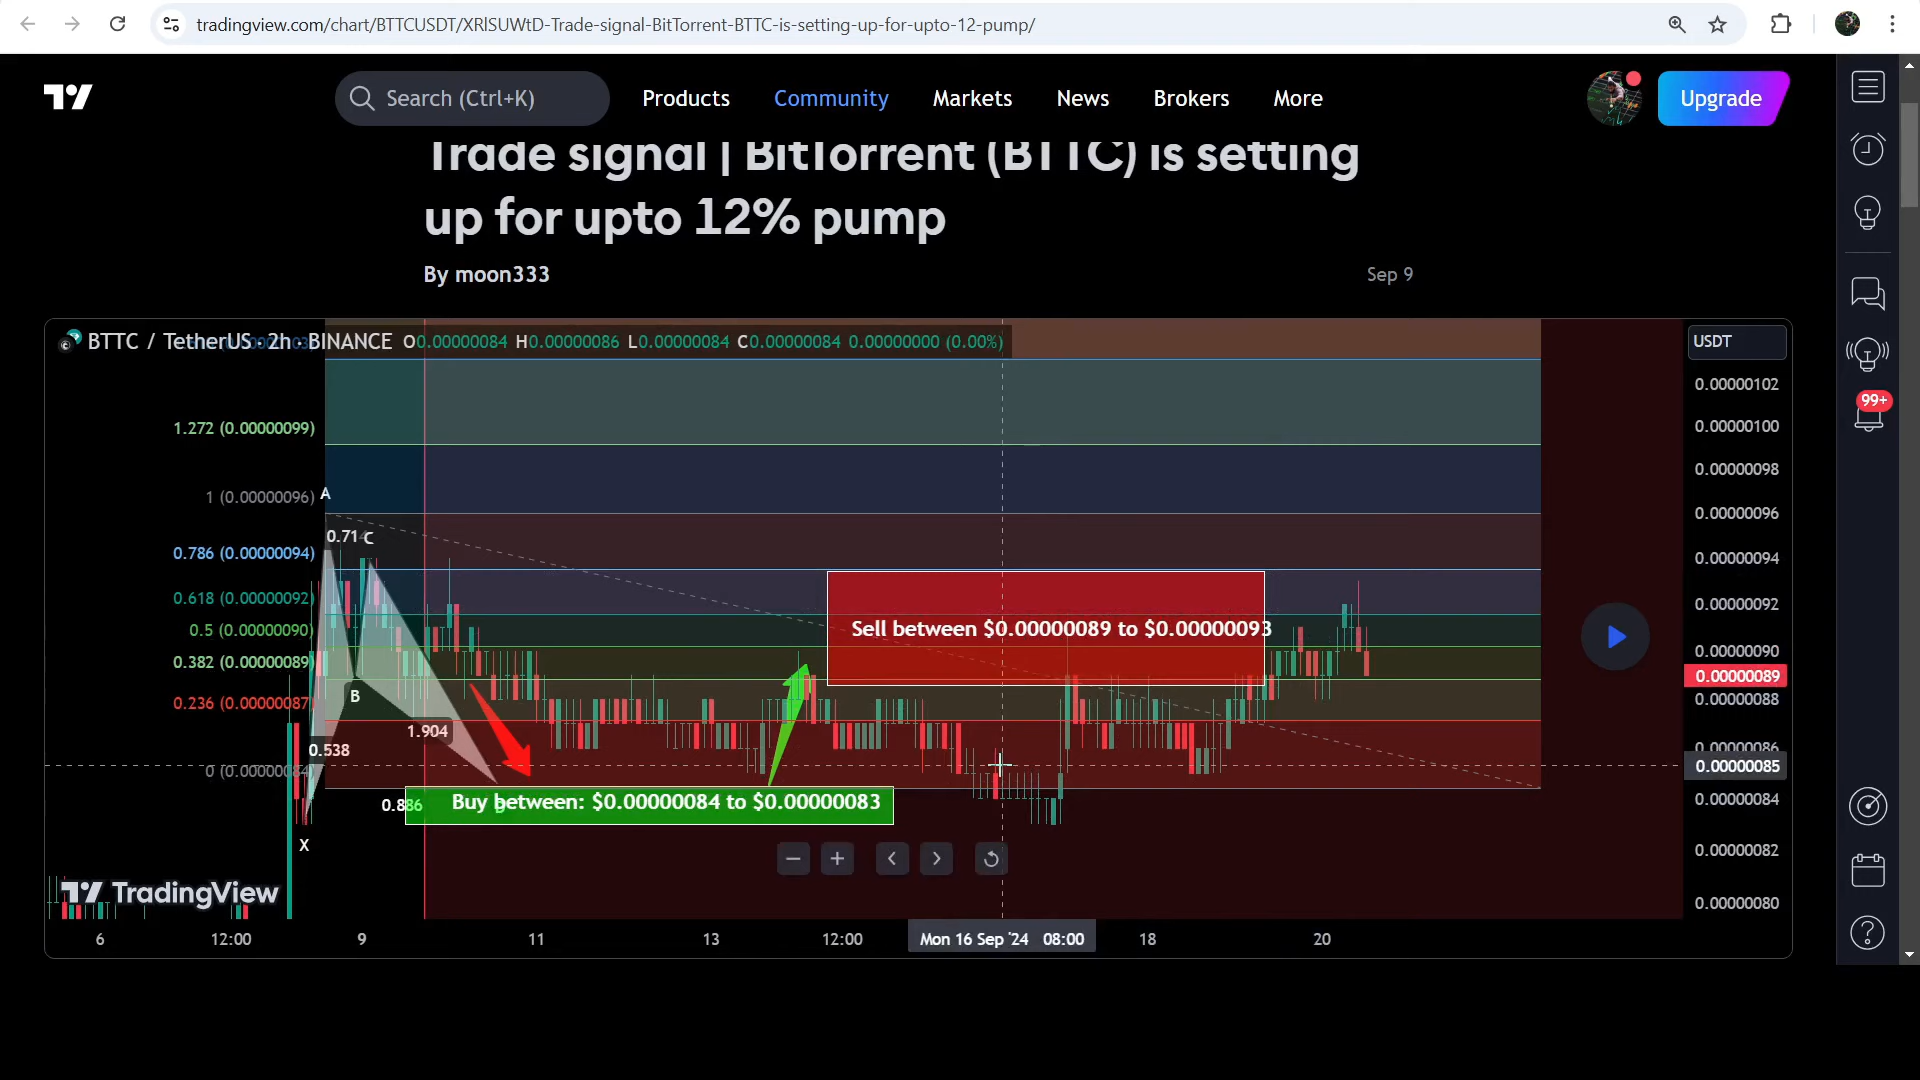 tradingview.com/chart/BTTCUSDT/XRlSUWtD-Trade-signal-BitTorrent-BTTC-is-setting-up-for-upto-12-pump/
Search (Ctrl+K)
Products
Community
Markets
News
Brokers
More
Upgrade
Trade signal | BitTorrent (BTTC) is setting
up for upto 12% pump
By moon333
Sep 9
BTTC / TetherUS · 2h · BINANCE O0.00000084 H0.00000086 L0.00000084 C0.00000084 0.00000000 (0.00%)
USDT
0.00000102
99+
1.272 (0.00000099)
0.00000100
0.00000098
1 (0.00000096)
A
0.00000096
0.714
C
0.786 (0.00000094)
0.00000094
0.618 (0.00000092)
0.00000092
0.5 (0.00000090)
Sell between $0.00000089 to $0.00000093
0.00000090
0.382 (0.00000089)
0.00000089
B
0.236 (0.00000087)
0.00000088
1.904
0.538
0.00000086
0 (0.00000084)
0.00000085
0.886
Buy between: $0.00000084 to $0.00000083
0.00000084
X
0.00000082
TradingView
0.00000080
6
12:00
9
11
13
12:00
Mon 16 Sep '24 08:00
18
20